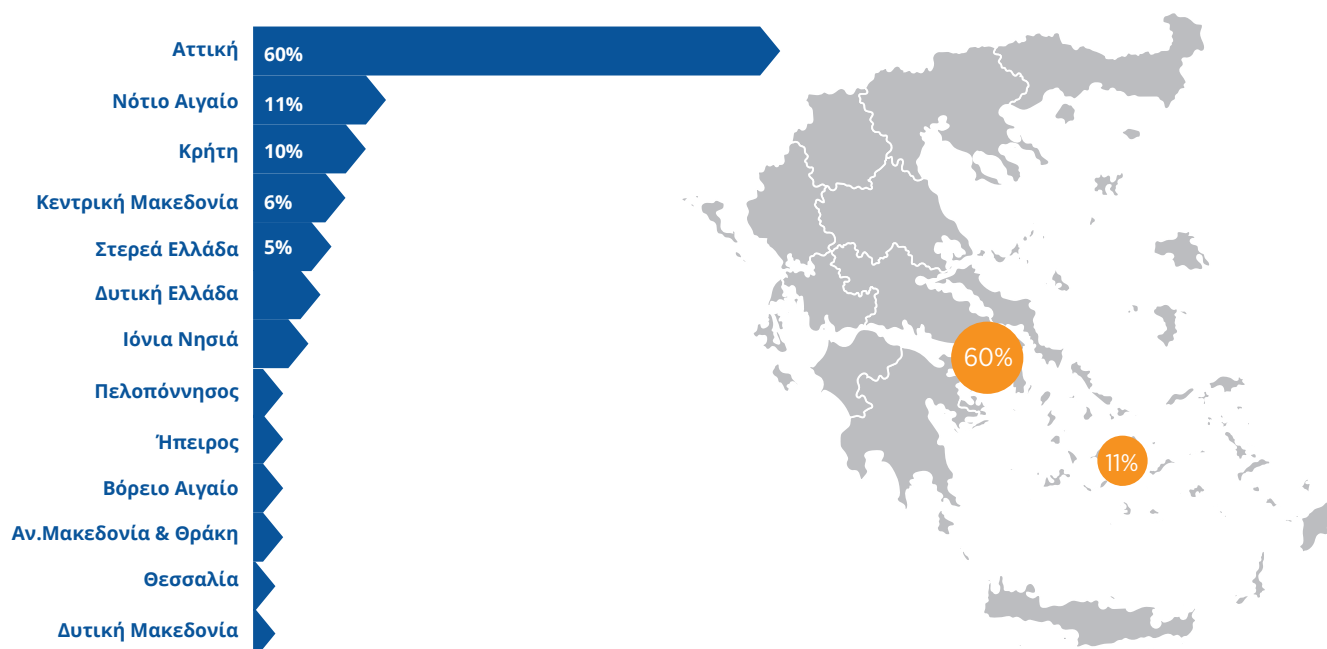 Αττική 60%
Νότιο Αιγαίο 11%
Κρήτη 10%
Κεντρική Μακεδονία 6%
Στερεά Ελλάδα 5%
Δυτική Ελλάδα
Ιόνια Νησιά
Πελοπόννησος
Ήπειρος
Βόρειο Αιγαίο
Αν.Μακεδονία & Θράκη
Θεσσαλία
Δυτική Μακεδονία
60%
11%